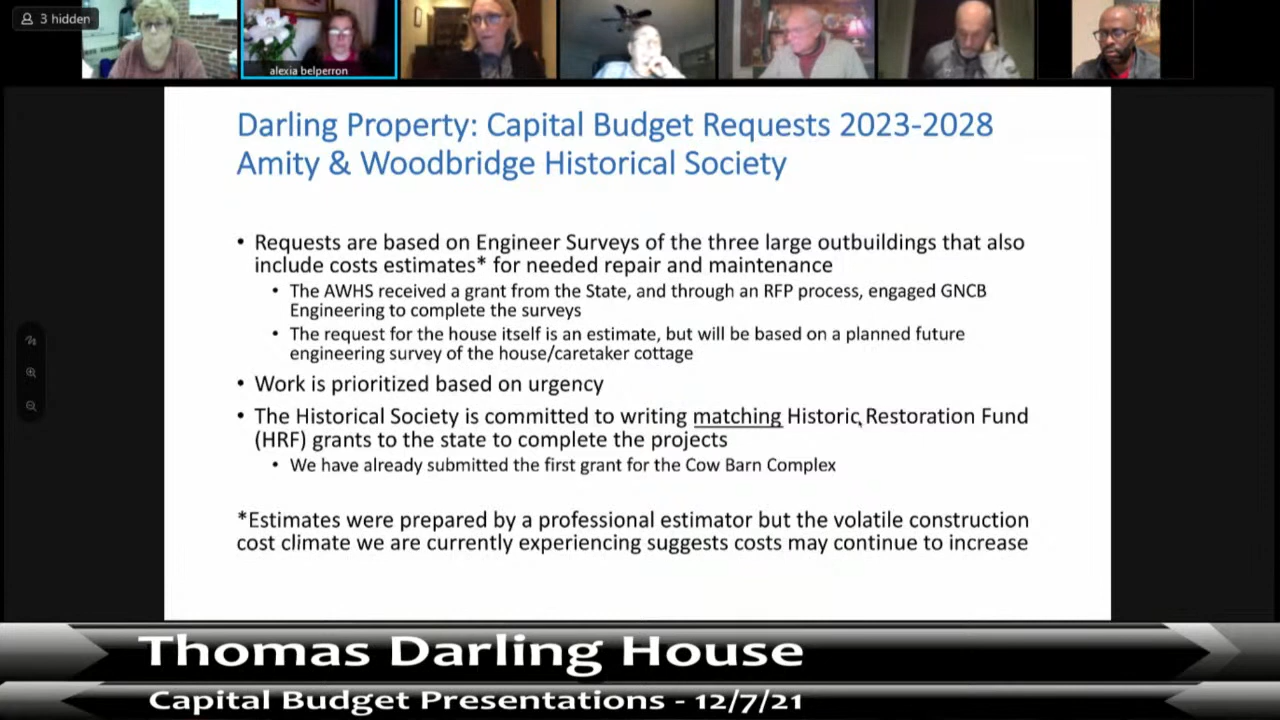 3 hidden
alexia belperron
Darling Property: Capital Budget Requests 2023-2028
Amity & Woodbridge Historical Society
• Requests are based on Engineer Surveys of the three large outbuildings that also
include costs estimates* for needed repair and maintenance
• The AWHS received a grant from the State, and through an RFP process, engaged GNCB
Engineering to complete the surveys
• The request for the house itself is an estimate, but will be based on a planned future
engineering survey of the house/caretaker cottage
• Work is prioritized based on urgency
• The Historical Society is committed to writing matching Historic Restoration Fund
(HRF) grants to the state to complete the projects
• We have already submitted the first grant for the Cow Barn Complex
*Estimates were prepared by a professional estimator but the volatile construction
cost climate we are currently experiencing suggests costs may continue to increase
Thomas Darling House
Capital Budget Presentations - 12/7/21